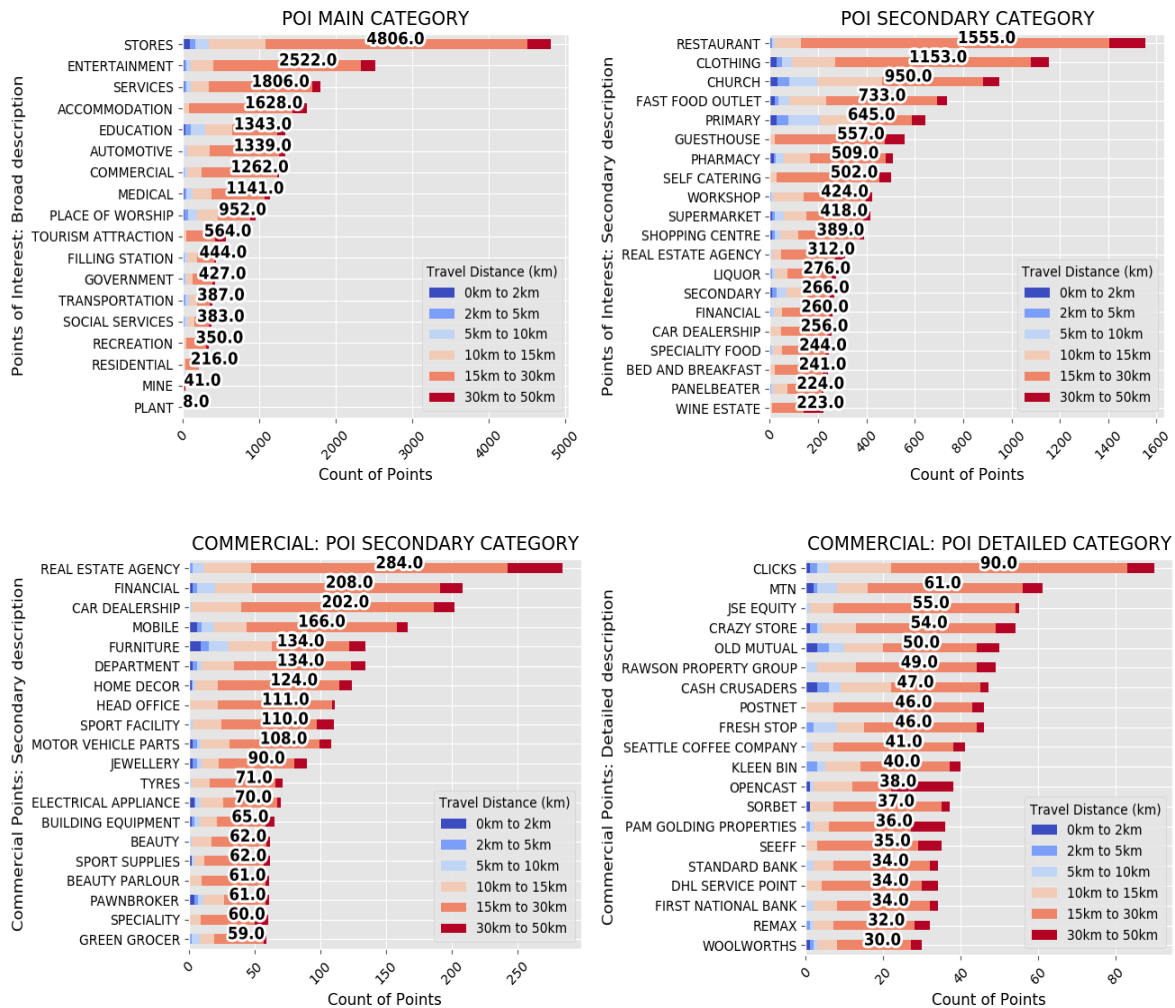 POI MAIN CATEGORY
Points of Interest: Broad description
STORES 4806.0
ENTERTAINMENT 2522.0
SERVICES 1806.0
ACCOMMODATION 1628.0
EDUCATION 1343.0
AUTOMOTIVE 1339.0
COMMERCIAL 1262.0
MEDICAL 1141.0
PLACE OF WORSHIP 952.0
TOURISM ATTRACTION 564.0
FILLING STATION 444.0
GOVERNMENT 427.0
TRANSPORTATION 387.0
SOCIAL SERVICES 383.0
RECREATION 350.0
RESIDENTIAL 216.0
MINE 41.0
PLANT 8.0
Travel Distance (km)
0km to 2km
2km to 5km
5km to 10km
10km to 15km
15km to 30km
30km to 50km
0 1000 2000 3000 4000 5000
Count of Points
POI SECONDARY CATEGORY
Points of Interest: Secondary description
RESTAURANT 1555.0
CLOTHING 1153.0
CHURCH 950.0
FAST FOOD OUTLET 733.0
PRIMARY 645.0
GUESTHOUSE 557.0
PHARMACY 509.0
SELF CATERING 502.0
WORKSHOP 424.0
SUPERMARKET 418.0
SHOPPING CENTRE 389.0
REAL ESTATE AGENCY 312.0
LIQUOR 276.0
SECONDARY 266.0
FINANCIAL 260.0
CAR DEALERSHIP 256.0
SPECIALITY FOOD 244.0
BED AND BREAKFAST 241.0
PANELBEATER 224.0
WINE ESTATE 223.0
Travel Distance (km)
0km to 2km
2km to 5km
5km to 10km
10km to 15km
15km to 30km
30km to 50km
0 200 400 600 800 1000 1200 1400 1600
Count of Points
COMMERCIAL: POI SECONDARY CATEGORY
Commercial Points: Secondary description
REAL ESTATE AGENCY 284.0
FINANCIAL 208.0
CAR DEALERSHIP 202.0
MOBILE 166.0
FURNITURE 134.0
DEPARTMENT 134.0
HOME DECOR 124.0
HEAD OFFICE 111.0
SPORT FACILITY 110.0
MOTOR VEHICLE PARTS 108.0
JEWELLERY 90.0
TYRES 71.0
ELECTRICAL APPLIANCE 70.0
BUILDING EQUIPMENT 65.0
BEAUTY 62.0
SPORT SUPPLIES 62.0
BEAUTY PARLOUR 61.0
PAWNBROKER 61.0
SPECIALITY 60.0
GREEN GROCER 59.0
Travel Distance (km)
0km to 2km
2km to 5km
5km to 10km
10km to 15km
15km to 30km
30km to 50km
0 50 100 150 200 250
Count of Points
COMMERCIAL: POI DETAILED CATEGORY
Commercial Points: Detailed description
CLICKS 90.0
MTN 61.0
JSE EQUITY 55.0
CRAZY STORE 54.0
OLD MUTUAL 50.0
RAWSON PROPERTY GROUP 49.0
CASH CRUSADERS 47.0
POSTNET 46.0
FRESH STOP 46.0
SEATTLE COFFEE COMPANY 41.0
KLEEN BIN 40.0
OPENCAST 38.0
SORBET 37.0
PAM GOLDING PROPERTIES 36.0
SEEFF 35.0
STANDARD BANK 34.0
DHL SERVICE POINT 34.0
FIRST NATIONAL BANK 34.0
REMAX 32.0
WOOLWORTHS 30.0
Travel Distance (km)
0km to 2km
2km to 5km
5km to 10km
10km to 15km
15km to 30km
30km to 50km
0 20 40 60 80
Count of Points